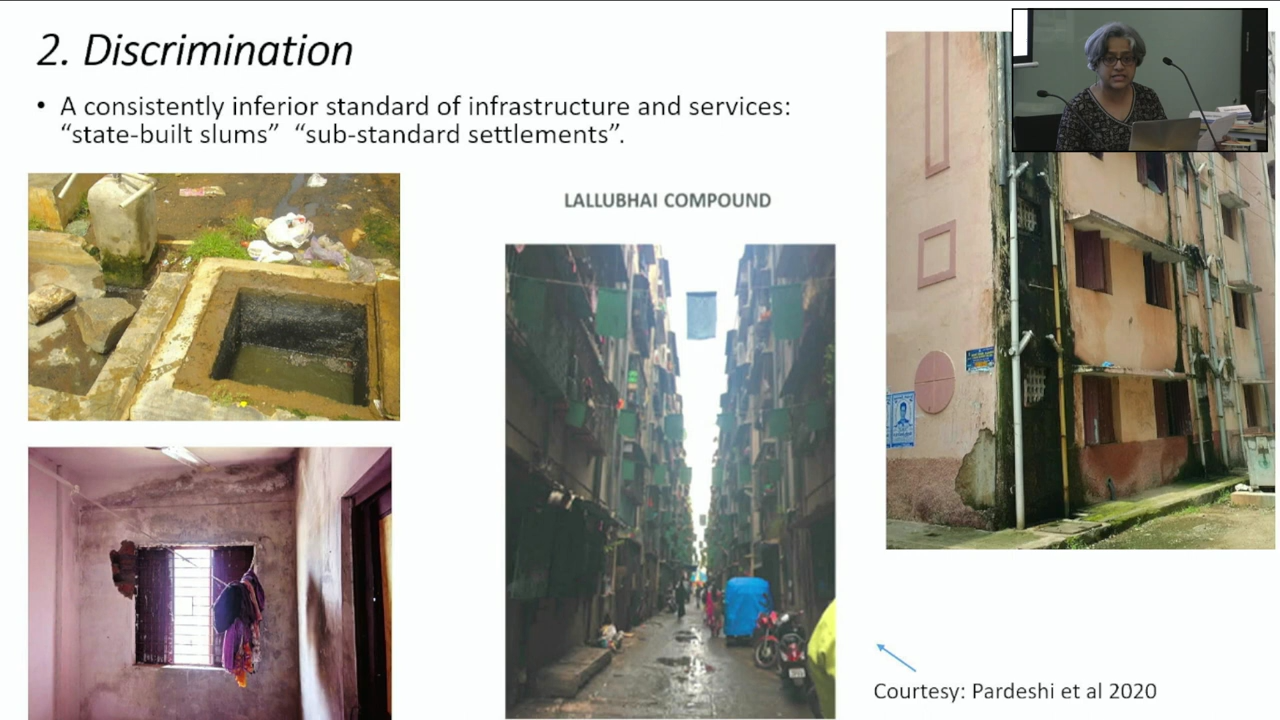 2. Discrimination
• A consistently inferior standard of infrastructure and services:
“state-built slums”  “sub-standard settlements”.
LALLUBHAI COMPOUND
Courtesy: Pardeshi et al 2020